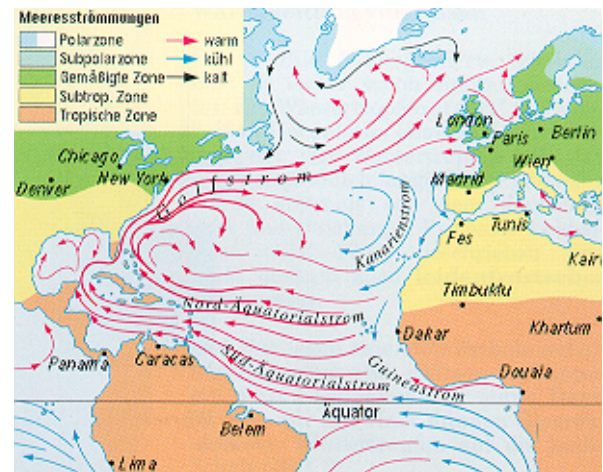 Meeresströmmungen
Polarzone
Subpolarzone
Gemäßigte Zone
Subtrop. Zone
Tropische Zone
warm
kühl
kalt
London
Paris
Berlin
Wien
Chicago
New York
Denver
Golfstrom
Madrid
Kanarienstrom
Fes
Tunis
Kairo
Timbuktu
Nord-Äquatorialstrom
Dakar
Khartum
Panama
Caracas
Süd-Äquatorialstrom
Guineastrom
Douala
Äquator
Belem
Lima